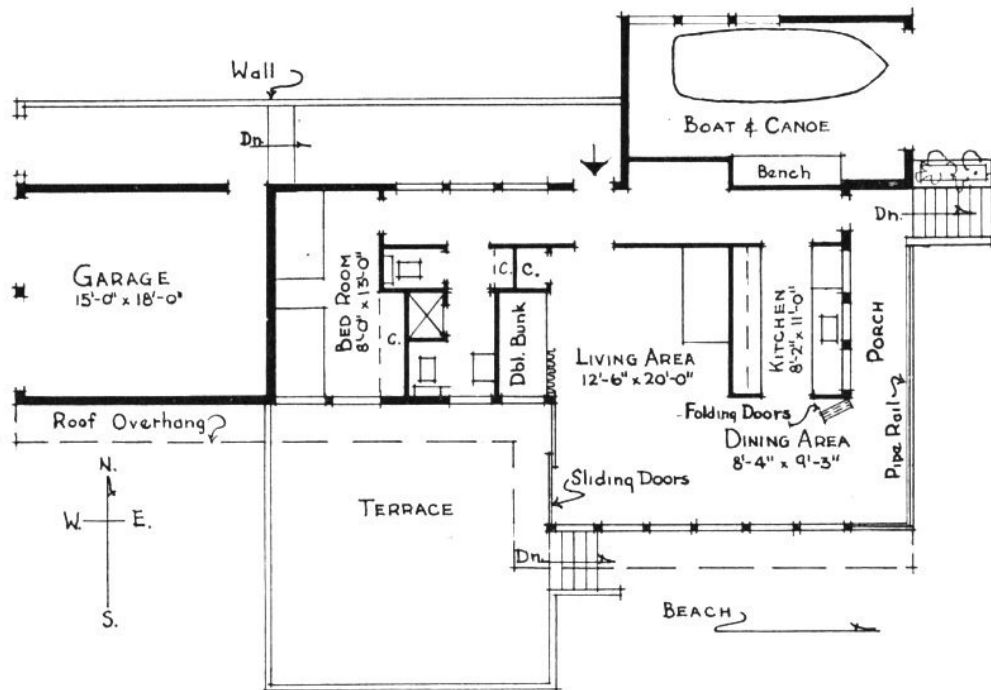 Wall
Dn.
BOAT & CANOE
Bench
Dn.
GARAGE
15'-0" x 18'-0"
BED ROOM
8'-0" x 13'-0"
C.
C.
C.
Dbl. Bunk
LIVING AREA
12'-6" x 20'-0"
KITCHEN
8'-2" x 11'-0"
PORCH
Pipe Rail
Folding Doors
DINING AREA
8'-4" x 9'-3"
Roof Overhang
N.
W. E.
S.
TERRACE
Sliding Doors
Dn.
BEACH